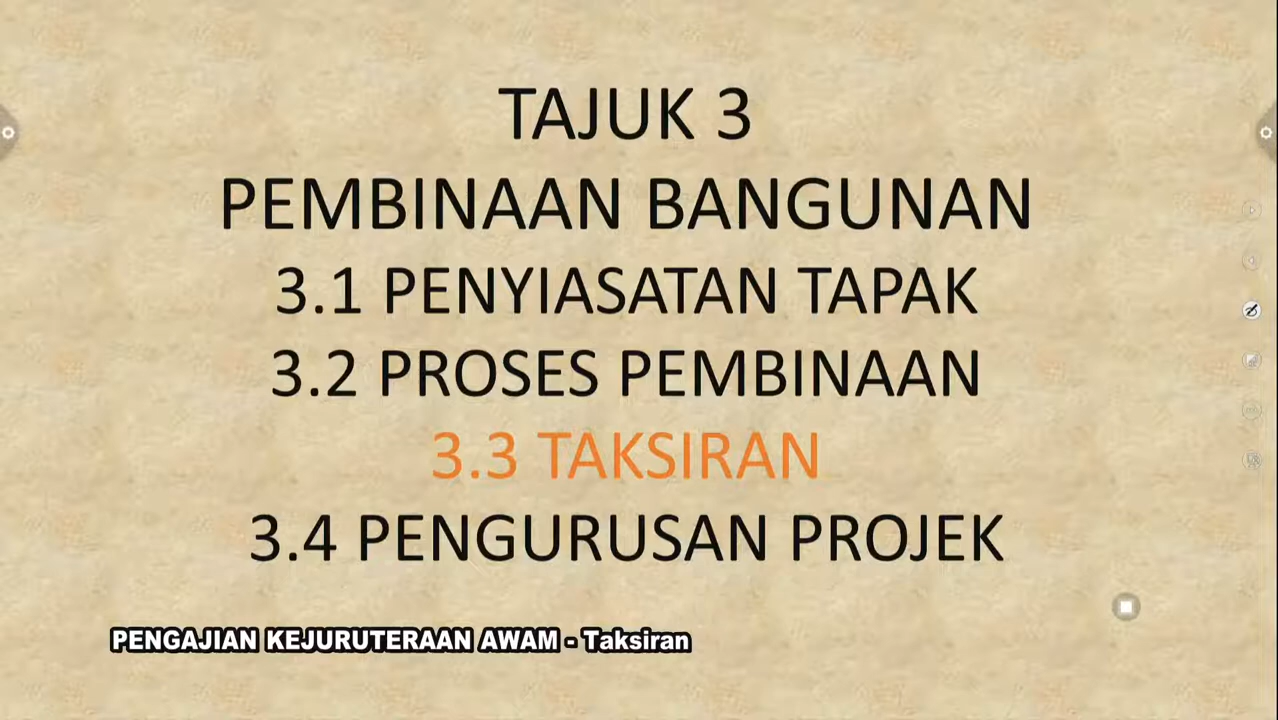 TAJUK 3
PEMBINAAN BANGUNAN
3.1 PENYIASATAN TAPAK
3.2 PROSES PEMBINAAN
3.3 TAKSIRAN
3.4 PENGURUSAN PROJEK
PENGAJIAN KEJURUTERAAN AWAM - Taksiran